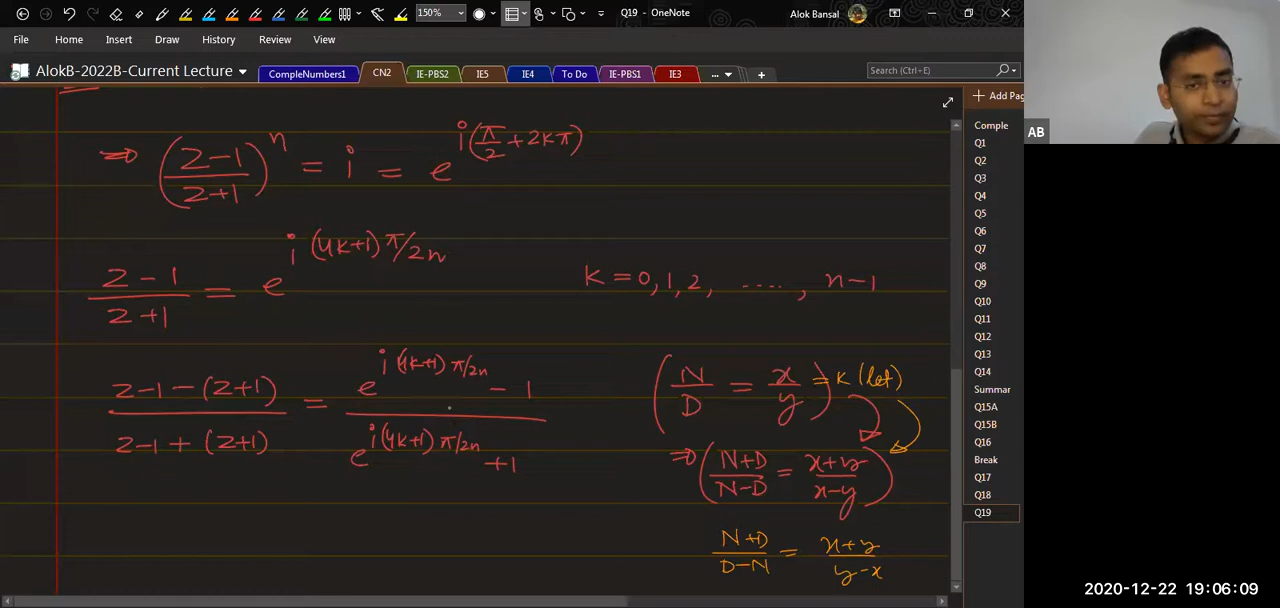 Q19 - OneNote
Alok Bansal
150%
File Home Insert Draw History Review View
AlokB-2022B-Current Lecture
CompleNumbers1 CN2 IE-PBS2 IE5 IE4 To Do IE-PBS1 IE3 ... +
Search (Ctrl+E)
+ Add Pag
Comple
Q1
Q2
Q3
Q4
Q5
Q6
Q7
Q8
Q9
Q10
Q11
Q12
Q13
Q14
Summar
Q15A
Q15B
Q16
Break
Q17
Q18
Q19
AB
⇒ ((z-1)/(z+1))^n = i = e^{i(π/2 + 2kπ)}
(z-1)/(z+1) = e^{i(4k+1)π/2n} k = 0, 1, 2, ...., n-1
(z-1-(z+1))/(z-1+(z+1)) = (e^{i(4k+1)π/2n} - 1)/(e^{i(4k+1)π/2n} + 1)
(N/D = x/y) = k (let)
⇒ ((N+D)/(N-D) = (x+y)/(x-y))
(N+D)/(D-N) = (x+y)/(y-x)
2020-12-22 19:06:09